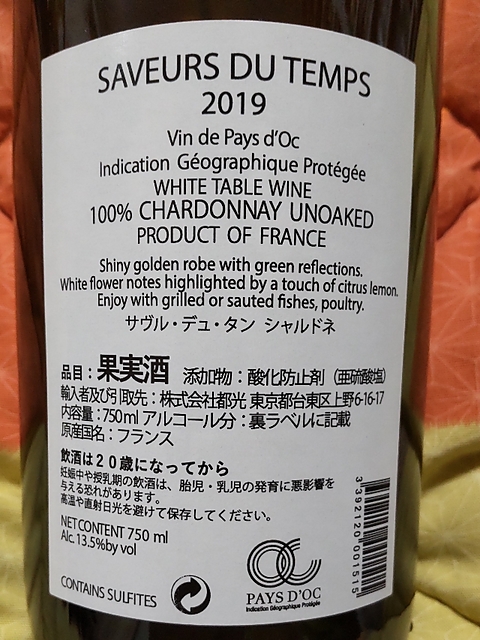 SAVEURS DU TEMPS
2019
Vin de Pays d'Oc
Indication Géographique Protégée
WHITE TABLE WINE
100% CHARDONNAY UNOAKED
PRODUCT OF FRANCE
Shiny golden robe with green reflections.
White flower notes highlighted by a touch of citrus lemon.
Enjoy with grilled or sauted fishes, poultry.
サヴル・デュ・タン シャルドネ
品目：果実酒 添加物：酸化防止剤（亜硫酸塩）
輸入者及び引取先：株式会社都光 東京都台東区上野6-16-17
内容量：750ml アルコール分：裏ラベルに記載
原産国名：フランス
飲酒は20歳になってから
妊娠中や授乳期の飲酒は、胎児・乳児の発育に悪影響を
与える恐れがあります。
高温や直射日光を避けて保存してください。
NET CONTENT 750 ml
Alc. 13.5% by vol
CONTAINS SULFITES
PAYS D'OC
Indication Géographique Protégée
3392120001515